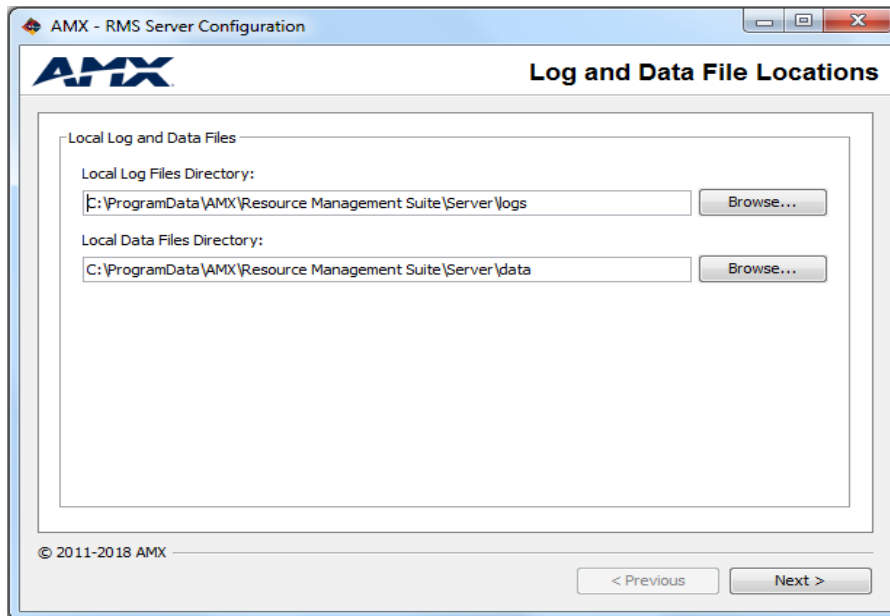 AMX - RMS Server Configuration
AMX
Log and Data File Locations
Local Log and Data Files
Local Log Files Directory:
C:\ProgramData\AMX\Resource Management Suite\Server\logs
Browse...
Local Data Files Directory:
C:\ProgramData\AMX\Resource Management Suite\Server\data
Browse...
© 2011-2018 AMX
< Previous
Next >